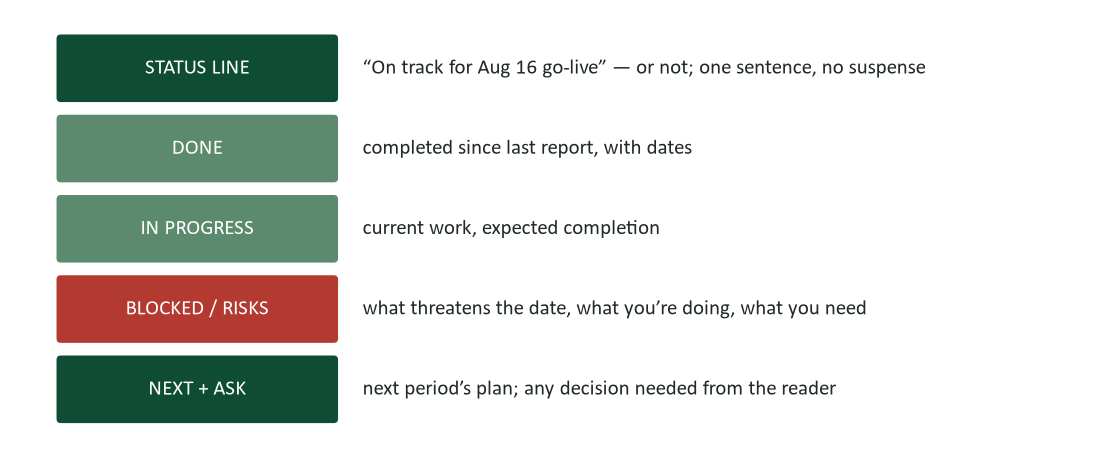 STATUS LINE
“On track for Aug 16 go-live” — or not; one sentence, no suspense
DONE
completed since last report, with dates
IN PROGRESS
current work, expected completion
BLOCKED / RISKS
what threatens the date, what you’re doing, what you need
NEXT + ASK
next period’s plan; any decision needed from the reader